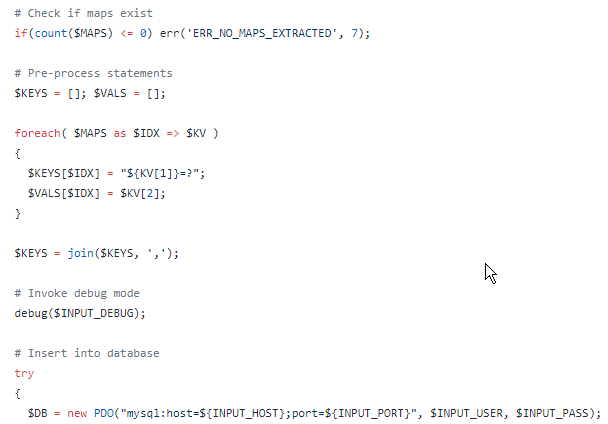 # Check if maps exist
if(count($MAPS) <= 0) err('ERR_NO_MAPS_EXTRACTED', 7);
# Pre-process statements
$KEYS = []; $VALS = [];
foreach( $MAPS as $IDX => $KV )
{
$KEYS[$IDX] = "${KV[1]}=?";
$VALS[$IDX] = $KV[2];
}
$KEYS = join($KEYS, ',');
# Invoke debug mode
debug($INPUT_DEBUG);
# Insert into database
try
{
$DB = new PDO("mysql:host=${INPUT_HOST};port=${INPUT_PORT}", $INPUT_USER, $INPUT_PASS);